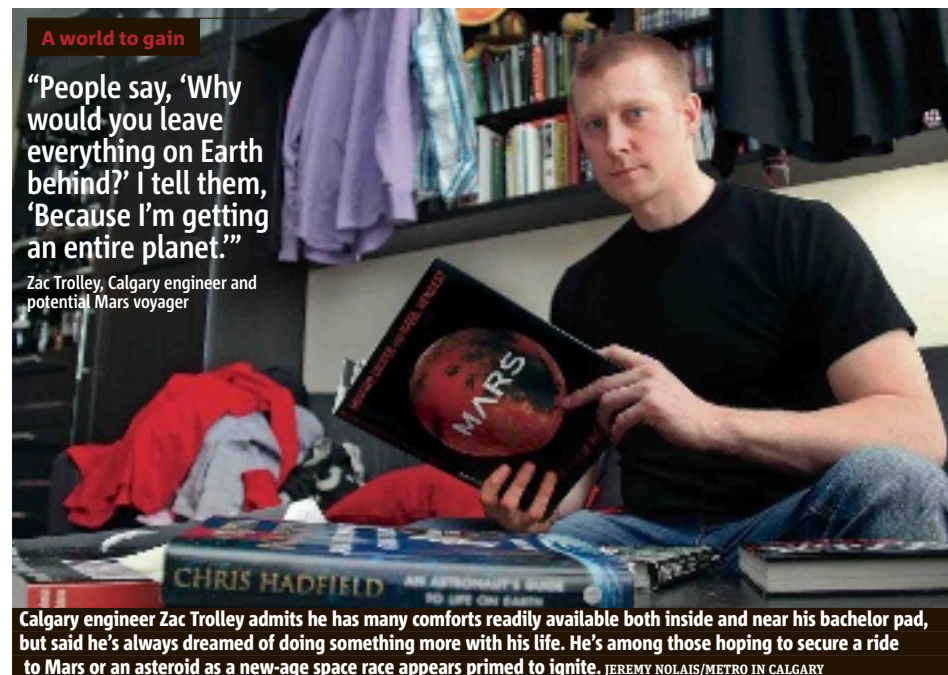 A world to gain
“People say, ‘Why
would you leave
everything on Earth
behind?’ I tell them,
‘Because I’m getting
an entire planet.’”
Zac Trolley, Calgary engineer and
potential Mars voyager
MARS
CHRIS HADFIELD
AN ASTRONAUT'S GUIDE
TO LIFE ON EARTH
Calgary engineer Zac Trolley admits he has many comforts readily available both inside and near his bachelor pad,
but said he’s always dreamed of doing something more with his life. He’s among those hoping to secure a ride
to Mars or an asteroid as a new-age space race appears primed to ignite. JEREMY NOLAIS/METRO IN CALGARY